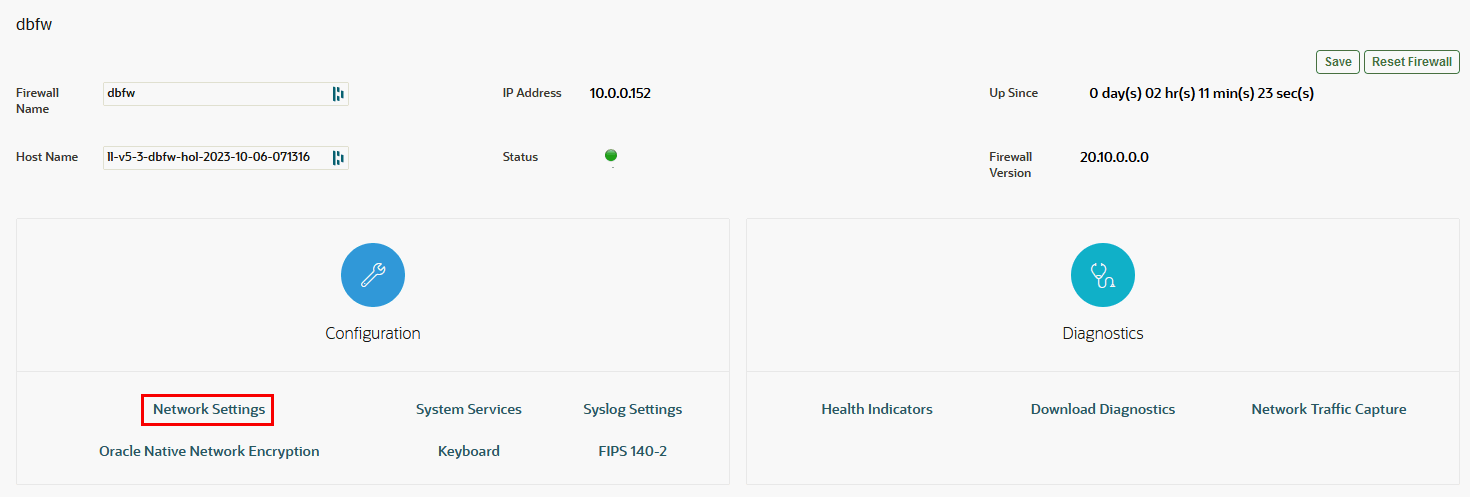 dbfw
Save Reset Firewall
Firewall Name dbfw IP Address 10.0.0.152 Up Since 0 day(s) 02 hr(s) 11 min(s) 23 sec(s)
Host Name ll-v5-3-dbfw-hol-2023-10-06-071316 Status Firewall Version 20.10.0.0.0
Configuration
Network Settings System Services Syslog Settings
Oracle Native Network Encryption Keyboard FIPS 140-2
Diagnostics
Health Indicators Download Diagnostics Network Traffic Capture